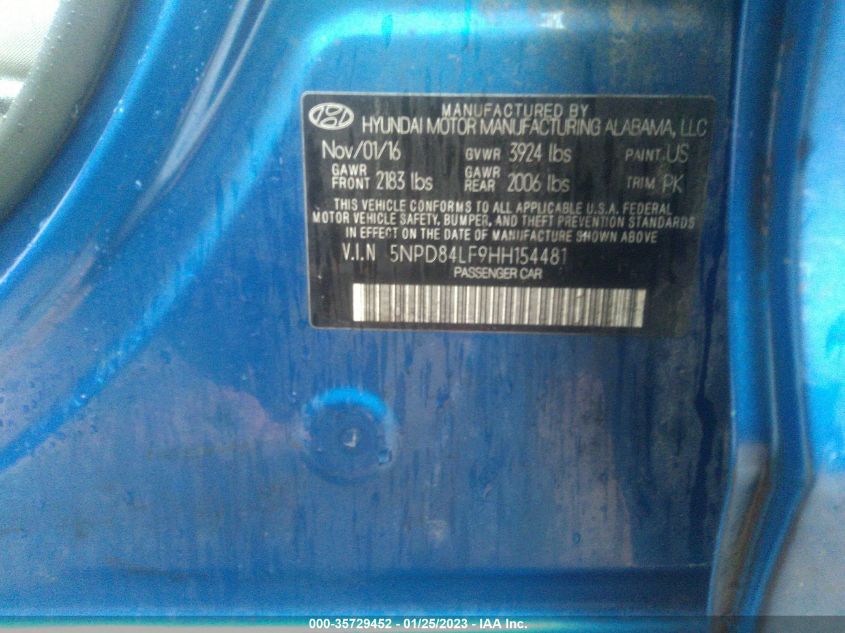 MANUFACTURED BY
HYUNDAI MOTOR MANUFACTURING ALABAMA, LLC
Nov/01/16 GVWR 3924 lbs PAINT US
GAWR FRONT 2183 lbs GAWR REAR 2006 lbs TRIM PK
THIS VEHICLE CONFORMS TO ALL APPLICABLE U.S.A. FEDERAL
MOTOR VEHICLE SAFETY, BUMPER, AND THEFT PREVENTION STANDARDS
IN EFFECT ON THE DATE OF MANUFACTURE SHOWN ABOVE
V.I.N 5NPD84LF9HH154481
PASSENGER CAR
000-35729452 - 01/25/2023 - IAA Inc.